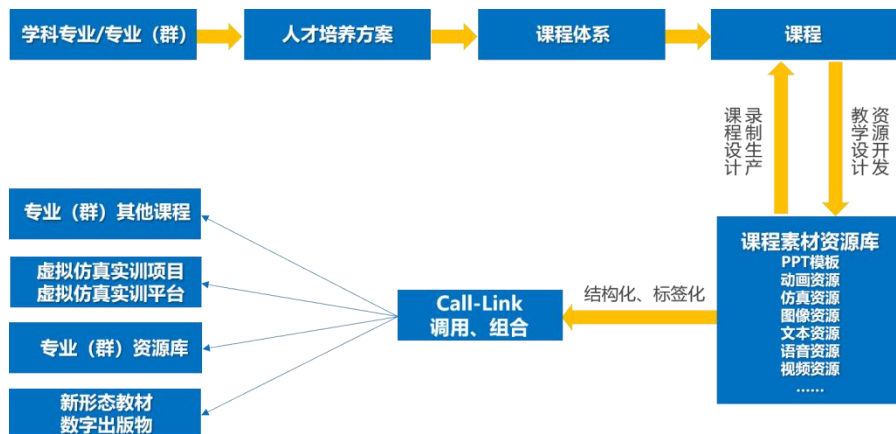 学科专业/专业（群）
人才培养方案
课程体系
课程
课程设计
录制生产
教学设计
资源开发
专业（群）其他课程
虚拟仿真实训项目
虚拟仿真实训平台
专业（群）资源库
新形态教材
数字出版物
Call-Link
调用、组合
结构化、标签化
课程素材资源库
PPT模板
动画资源
仿真资源
图像资源
文本资源
语音资源
视频资源
……